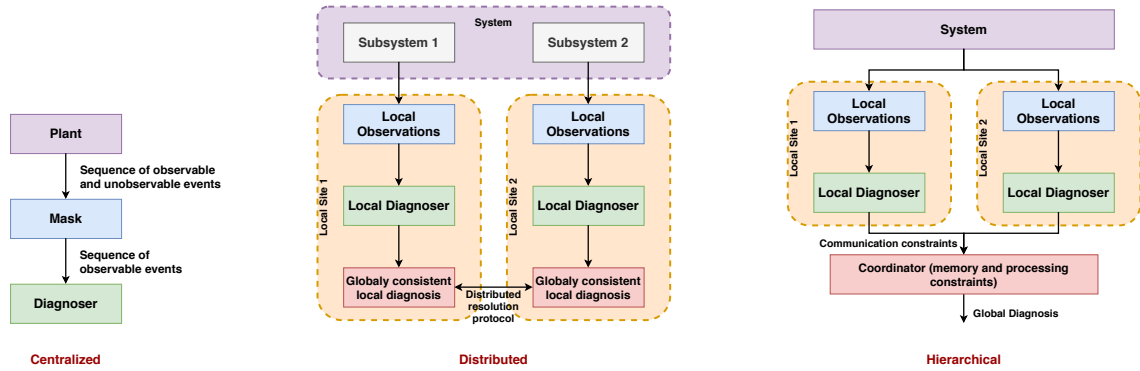 Plant
Sequence of observable
and unobservable events
Mask
Sequence of
observable events
Diagnoser
Centralized
System
Subsystem 1
Subsystem 2
Local Site 1
Local
Observations
Local Diagnoser
Globaly consistent
local diagnosis
Local Site 2
Local
Observations
Local Diagnoser
Globaly consistent
local diagnosis
Distributed
resolution
protocol
Distributed
System
Local Site 1
Local
Observations
Local Diagnoser
Local Site 2
Local
Observations
Local Diagnoser
Communication constraints
Coordinator (memory and processing
constraints)
Global Diagnosis
Hierarchical